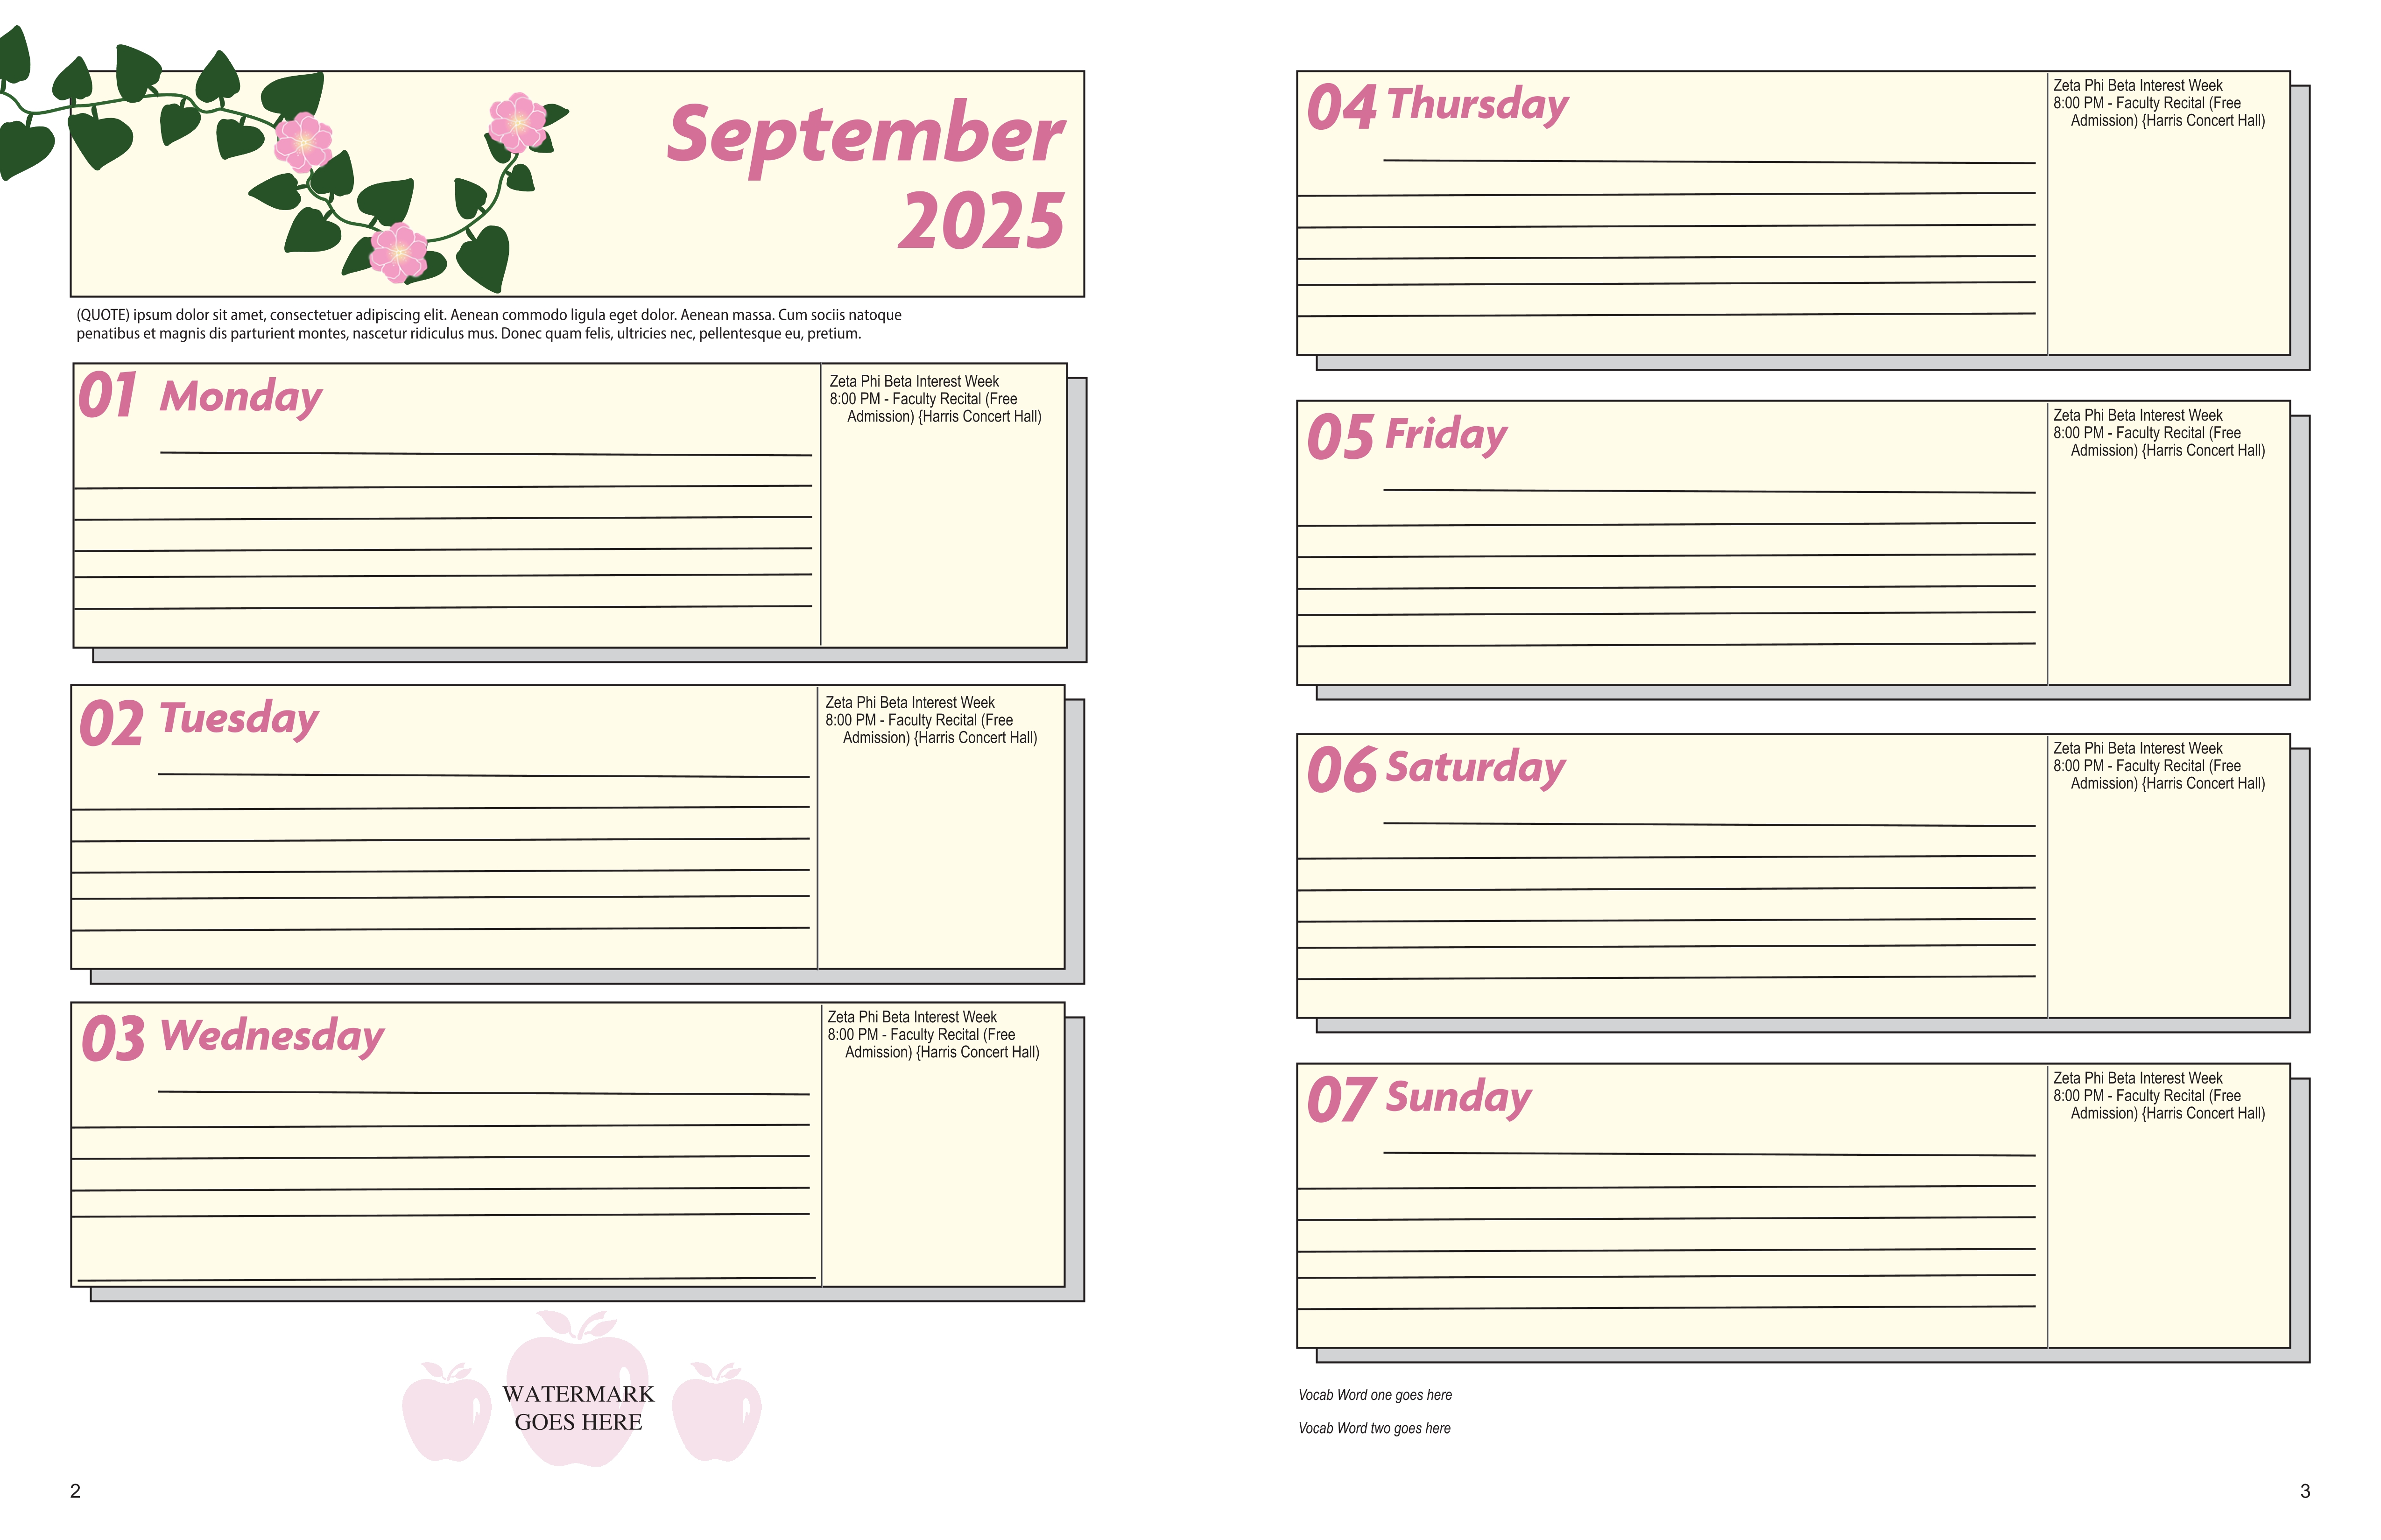 September
2025
(QUOTE) ipsum dolor sit amet, consectetuer adipiscing elit. Aenean commodo ligula eget dolor. Aenean massa. Cum sociis natoque
penatibus et magnis dis parturient montes, nascetur ridiculus mus. Donec quam felis, ultricies nec, pellentesque eu, pretium.
01 Monday
Zeta Phi Beta Interest Week
8:00 PM - Faculty Recital (Free
Admission) {Harris Concert Hall)
02 Tuesday
Zeta Phi Beta Interest Week
8:00 PM - Faculty Recital (Free
Admission) {Harris Concert Hall)
03 Wednesday
Zeta Phi Beta Interest Week
8:00 PM - Faculty Recital (Free
Admission) {Harris Concert Hall)
WATERMARK
GOES HERE
2
04 Thursday
Zeta Phi Beta Interest Week
8:00 PM - Faculty Recital (Free
Admission) {Harris Concert Hall)
05 Friday
Zeta Phi Beta Interest Week
8:00 PM - Faculty Recital (Free
Admission) {Harris Concert Hall)
06 Saturday
Zeta Phi Beta Interest Week
8:00 PM - Faculty Recital (Free
Admission) {Harris Concert Hall)
07 Sunday
Zeta Phi Beta Interest Week
8:00 PM - Faculty Recital (Free
Admission) {Harris Concert Hall)
Vocab Word one goes here
Vocab Word two goes here
3